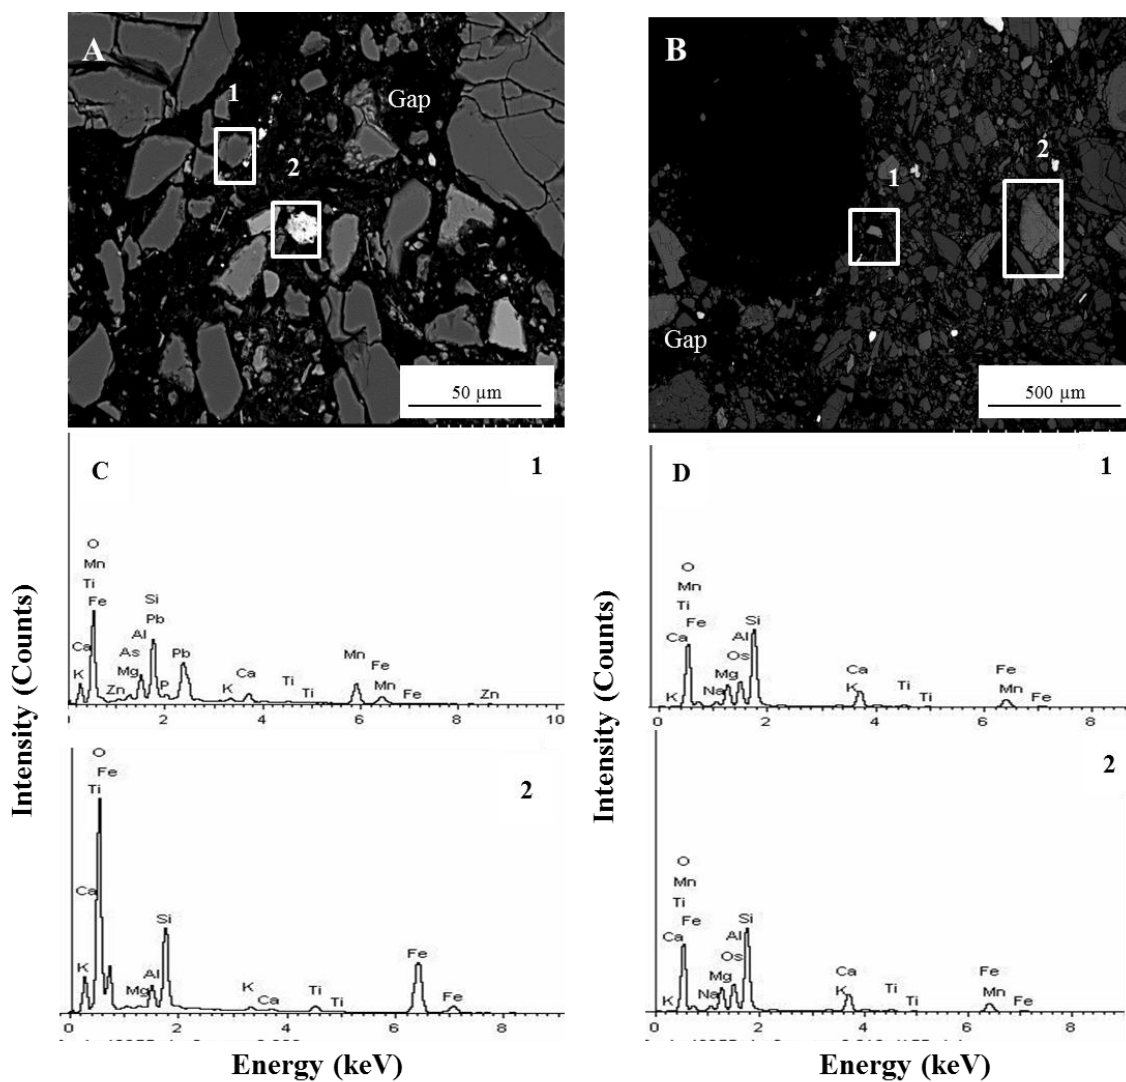 A
1
Gap
2
50 µm
B
2
1
Gap
500 µm
C
1
O
Mn
Ti
Fe
Si
Pb
Al
Ca
As
K
Mg
Zn
P
Pb
K
Ca
Ti
Ti
Mn
Fe
Mn
Fe
Zn
0 2 4 6 8 10
2
O
Fe
Ti
Ca
K
Si
Al
Mg
K
Ca
Ti
Ti
Fe
Fe
0 2 4 6 8
Intensity (Counts)
Energy (keV)
D
1
O
Mn
Ti
Fe
Ca
K
Si
Al
Os
Mg
Na
Ca
K
Ti
Ti
Fe
Mn
Fe
0 2 4 6 8
2
O
Mn
Ti
Fe
Ca
K
Si
Al
Os
Mg
Na
Ca
K
Ti
Ti
Fe
Mn
Fe
0 2 4 6 8
Intensity (Counts)
Energy (keV)